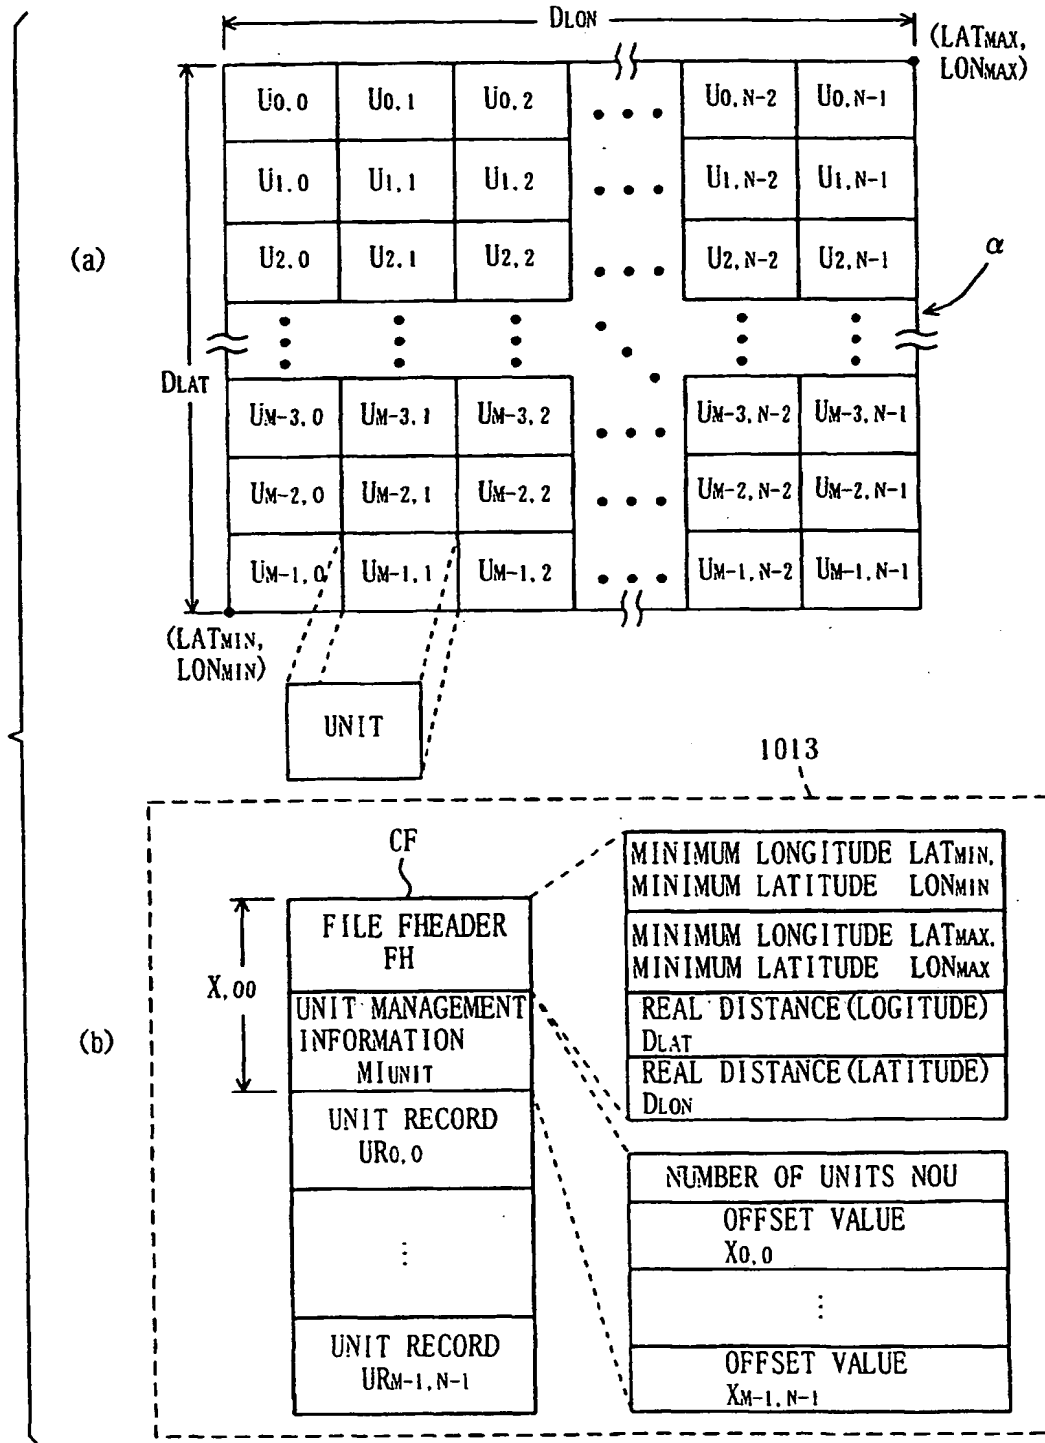 DLON
(LATMAX,
LONMAX)
U0,0 U0,1 U0,2 U0,N-2 U0,N-1
U1,0 U1,1 U1,2 U1,N-2 U1,N-1
(a)
U2,0 U2,1 U2,2 U2,N-2 U2,N-1
α
DLAT
UM-3,0 UM-3,1 UM-3,2 UM-3,N-2 UM-3,N-1
UM-2,0 UM-2,1 UM-2,2 UM-2,N-2 UM-2,N-1
UM-1,0 UM-1,1 UM-1,2 UM-1,N-2 UM-1,N-1
(LATMIN,
LONMIN)
UNIT
1013
(b)
CF
X,00
FILE FHEADER
FH
UNIT MANAGEMENT
INFORMATION
MIUNIT
UNIT RECORD
UR0,0
UNIT RECORD
URM-1,N-1
MINIMUM LONGITUDE LATMIN,
MINIMUM LATITUDE LONMIN
MINIMUM LONGITUDE LATMAX,
MINIMUM LATITUDE LONMAX
REAL DISTANCE(LOGITUDE)
DLAT
REAL DISTANCE(LATITUDE)
DLON
NUMBER OF UNITS NOU
OFFSET VALUE
X0,0
OFFSET VALUE
XM-1,N-1